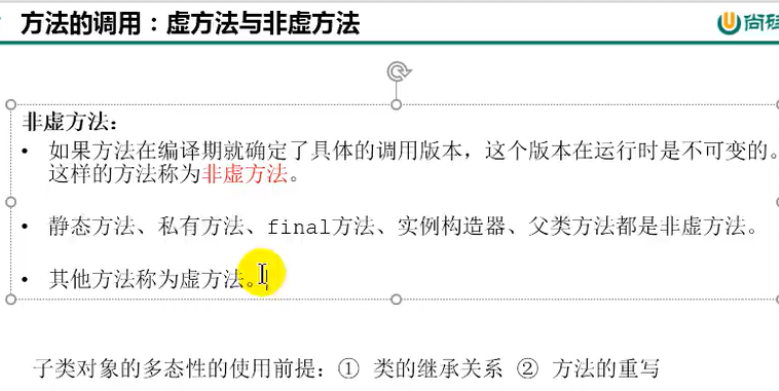 方法的调用：虚方法与非虚方法
尚硅
非虚方法：
• 如果方法在编译期就确定了具体的调用版本，这个版本在运行时是不可变的。
这样的方法称为非虚方法。
• 静态方法、私有方法、final方法、实例构造器、父类方法都是非虚方法。
• 其他方法称为虚方法。
子类对象的多态性的使用前提：① 类的继承关系 ② 方法的重写